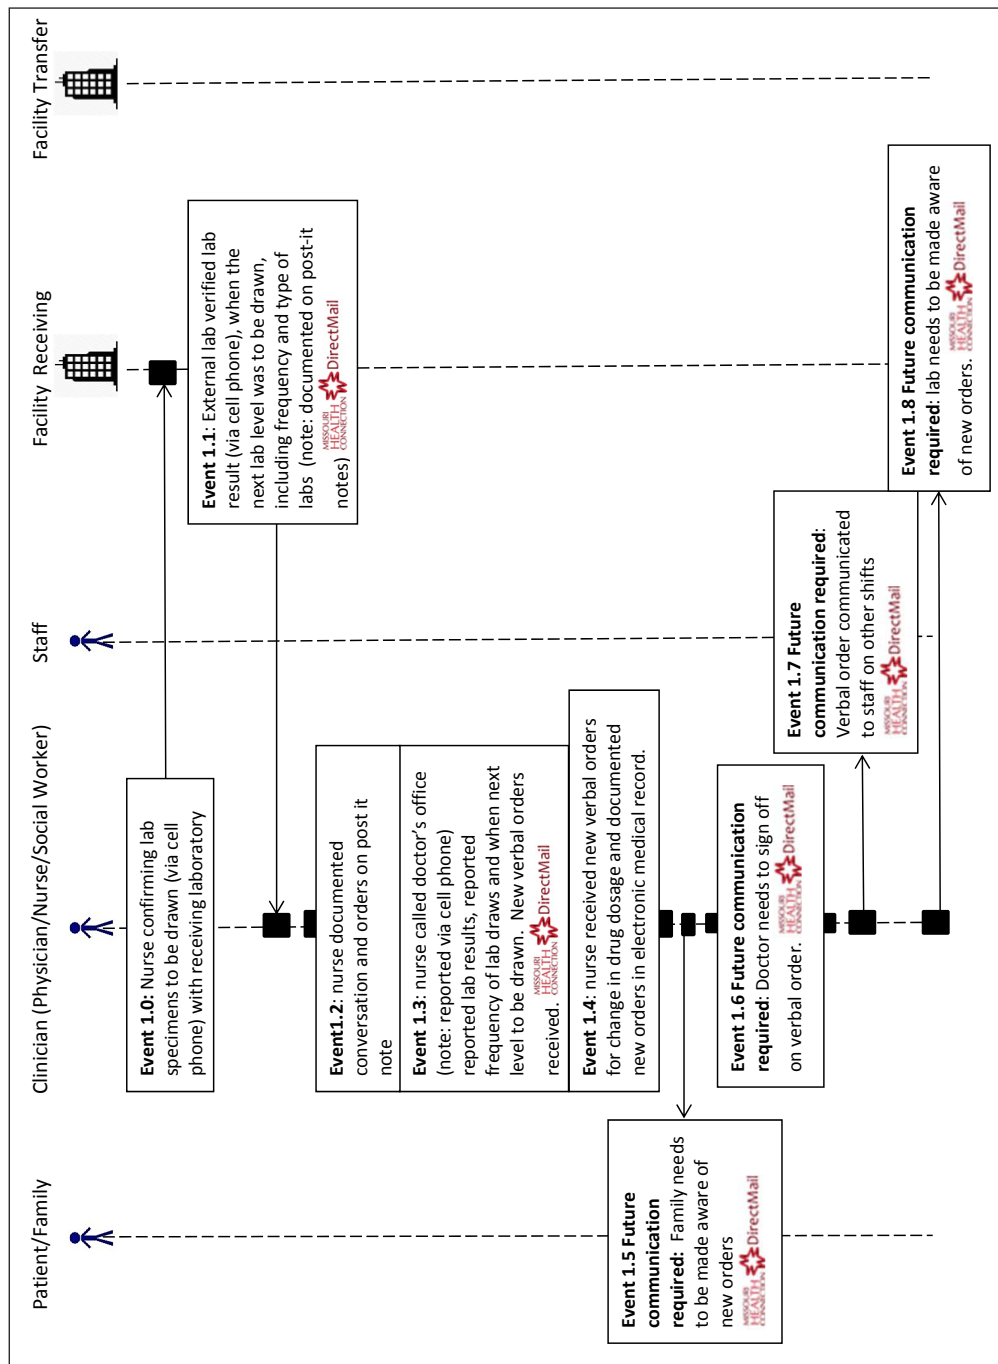 Patient/Family
Clinician (Physician/Nurse/Social Worker)
Staff
Facility Receiving
Facility Transfer
Event 1.0: Nurse confirming lab
specimens to be drawn (via cell
phone) with receiving laboratory
Event 1.1: External lab verified lab
result (via cell phone), when the
next lab level was to be drawn,
including frequency and type of
labs (note: documented on post-it
notes)
MISSOURI
HEALTH
CONNECTION
DirectMail
Event1.2: nurse documented
conversation and orders on post it
note
Event 1.3: nurse called doctor's office
(note: reported via cell phone)
reported lab results, reported
frequency of lab draws and when next
level to be drawn. New verbal orders
received.
MISSOURI
HEALTH
CONNECTION
DirectMail
Event 1.4: nurse received new verbal orders
for change in drug dosage and documented
new orders in electronic medical record.
Event 1.5 Future
communication
required: Family needs
to be made aware of
new orders
MISSOURI
HEALTH
CONNECTION
DirectMail
Event 1.6 Future communication
required: Doctor needs to sign off
on verbal order.
MISSOURI
HEALTH
CONNECTION
DirectMail
Event 1.7 Future
communication required:
Verbal order communicated
to staff on other shifts
MISSOURI
HEALTH
CONNECTION
DirectMail
Event 1.8 Future communication
required: lab needs to be made aware
of new orders.
MISSOURI
HEALTH
CONNECTION
DirectMail